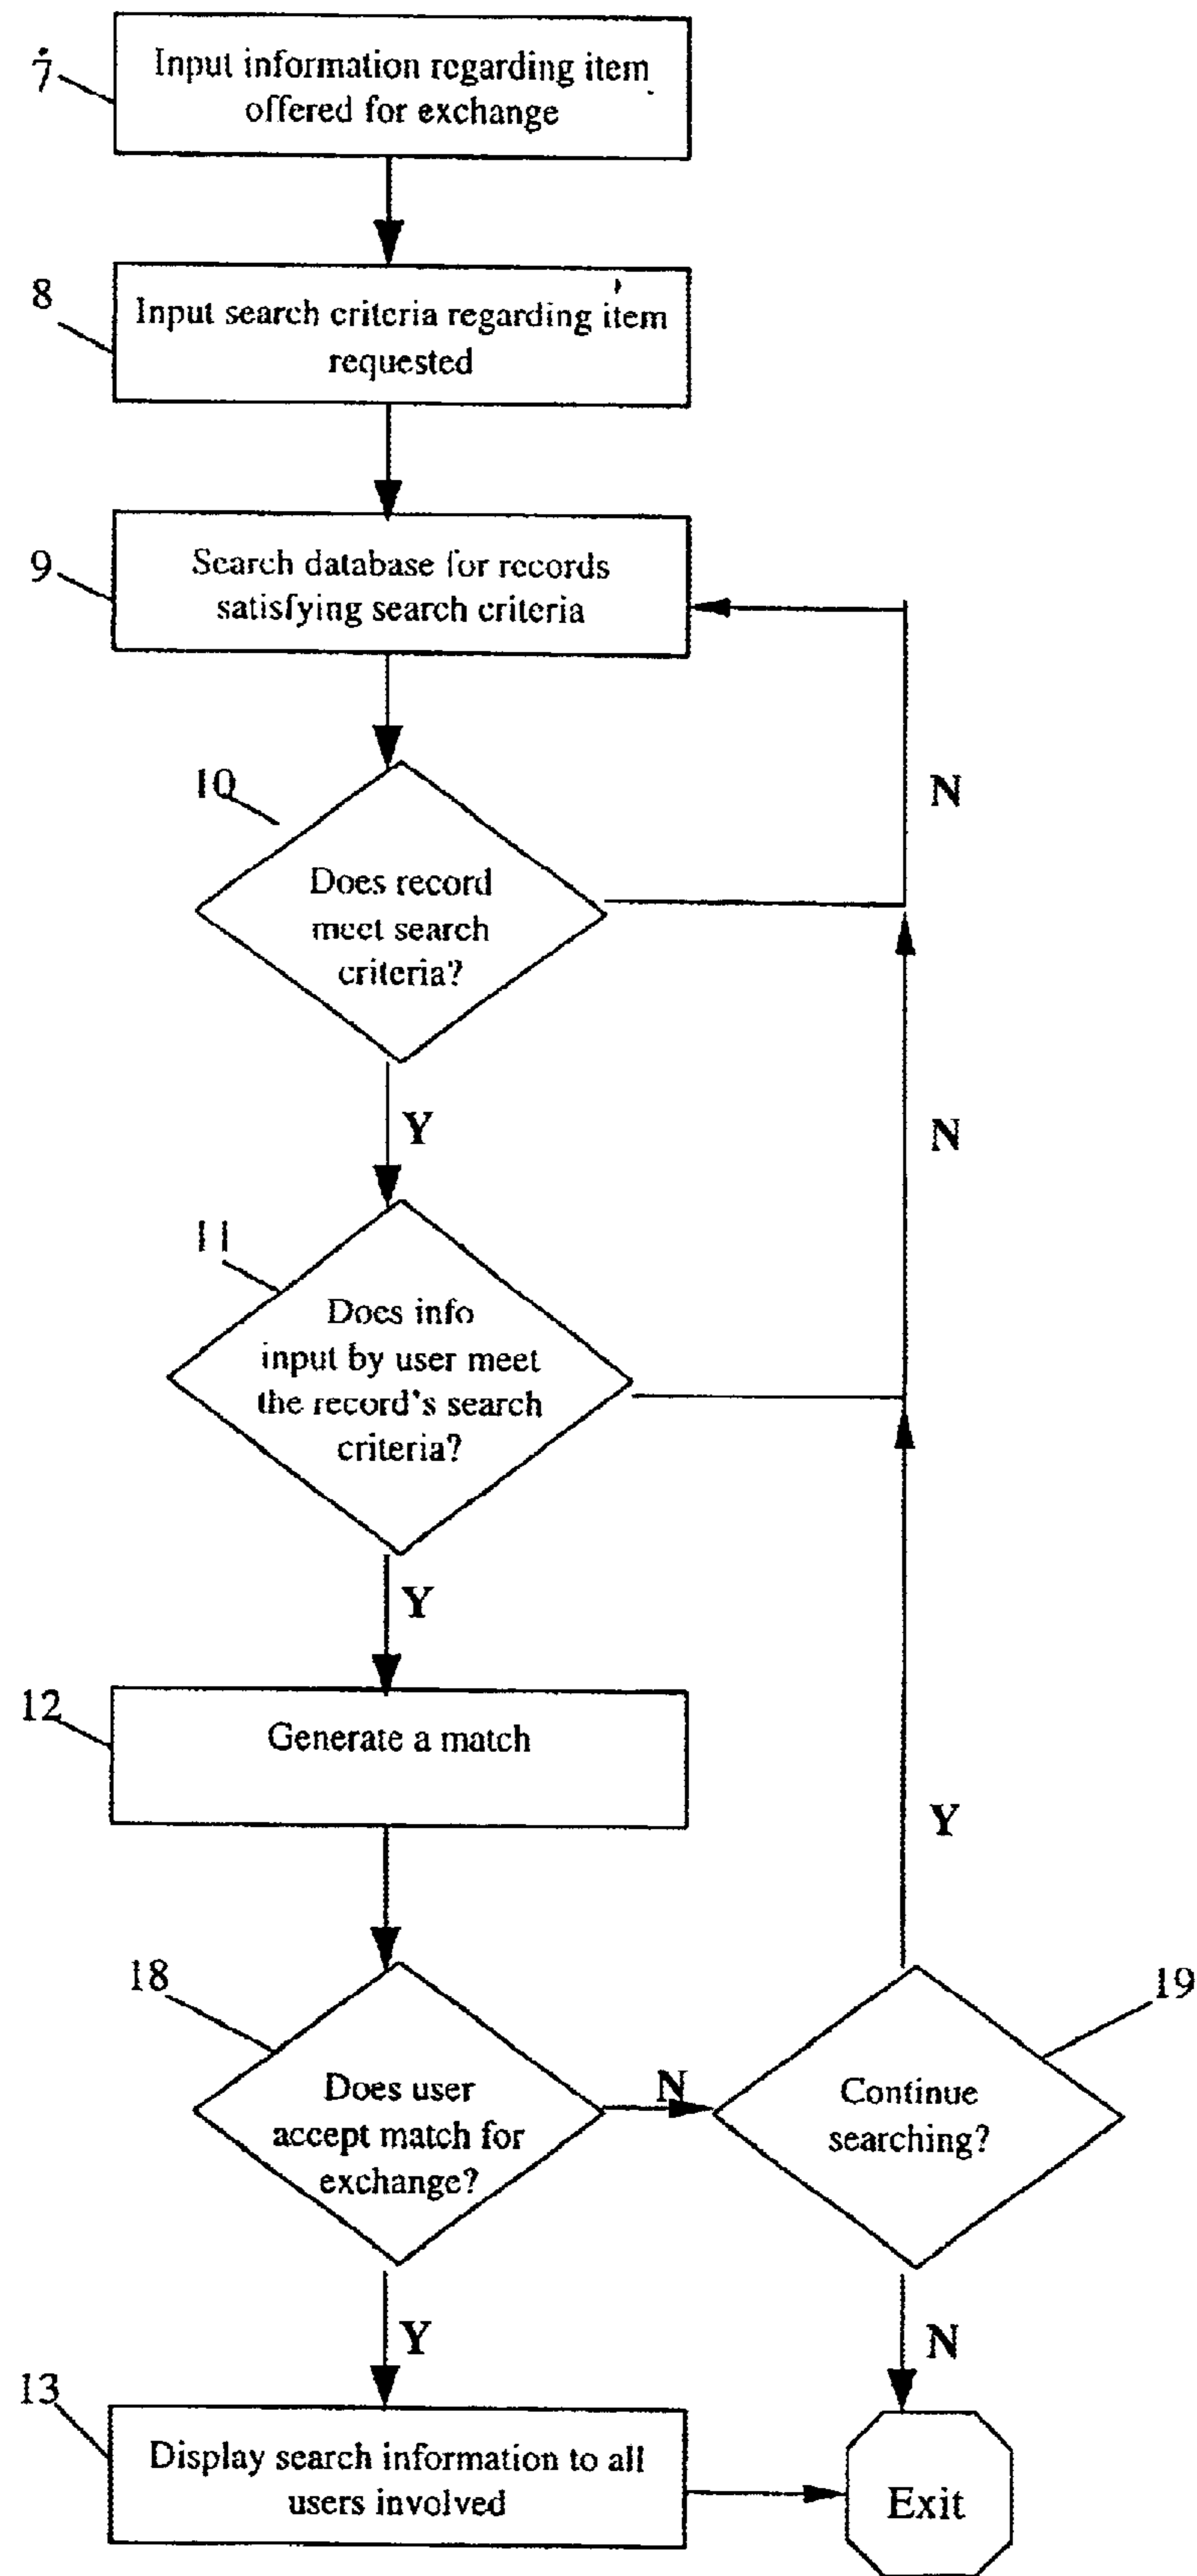 7
Input information regarding item
offered for exchange
8
Input search criteria regarding item
requested
9
Search database for records
satisfying search criteria
10
Does record
meet search
criteria?
N
Y
N
11
Does info
input by user meet
the record's search
criteria?
Y
12
Generate a match
Y
18
Does user
accept match for
exchange?
N
19
Continue
searching?
Y
N
13
Display search information to all
users involved
Exit